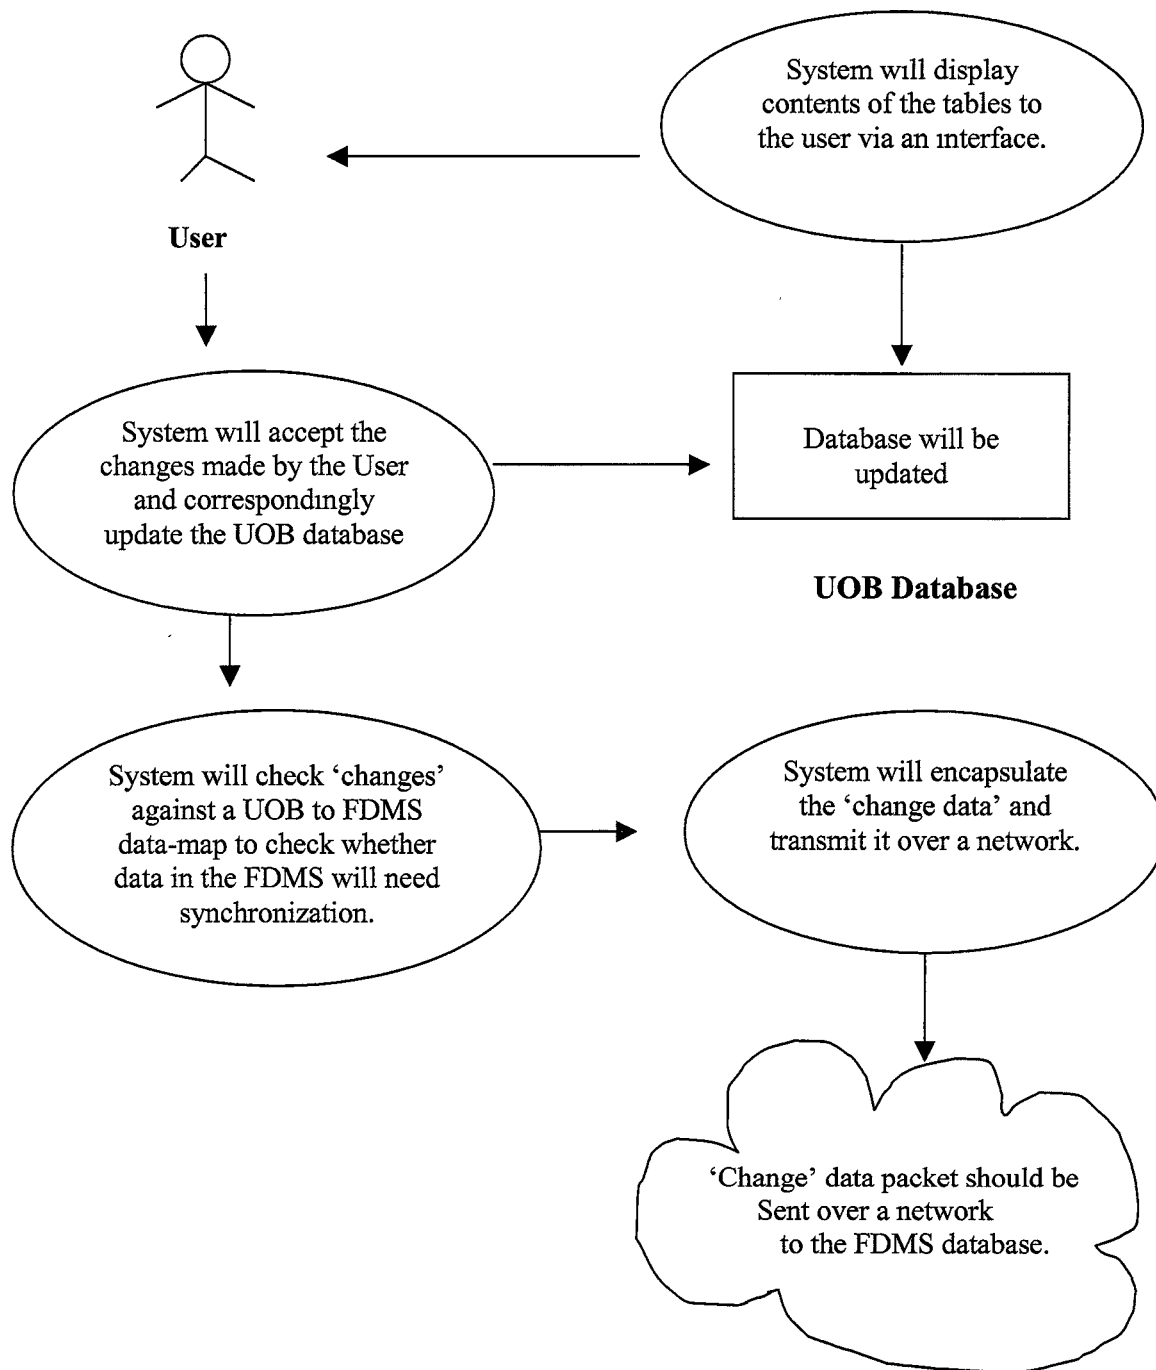 System will display
contents of the tables to
the user via an interface.
User
System will accept the
changes made by the User
and correspondingly
update the UOB database
Database will be
updated
UOB Database
System will check ‘changes’
against a UOB to FDMS
data-map to check whether
data in the FDMS will need
synchronization.
System will encapsulate
the ‘change data’ and
transmit it over a network.
‘Change’ data packet should be
Sent over a network
to the FDMS database.